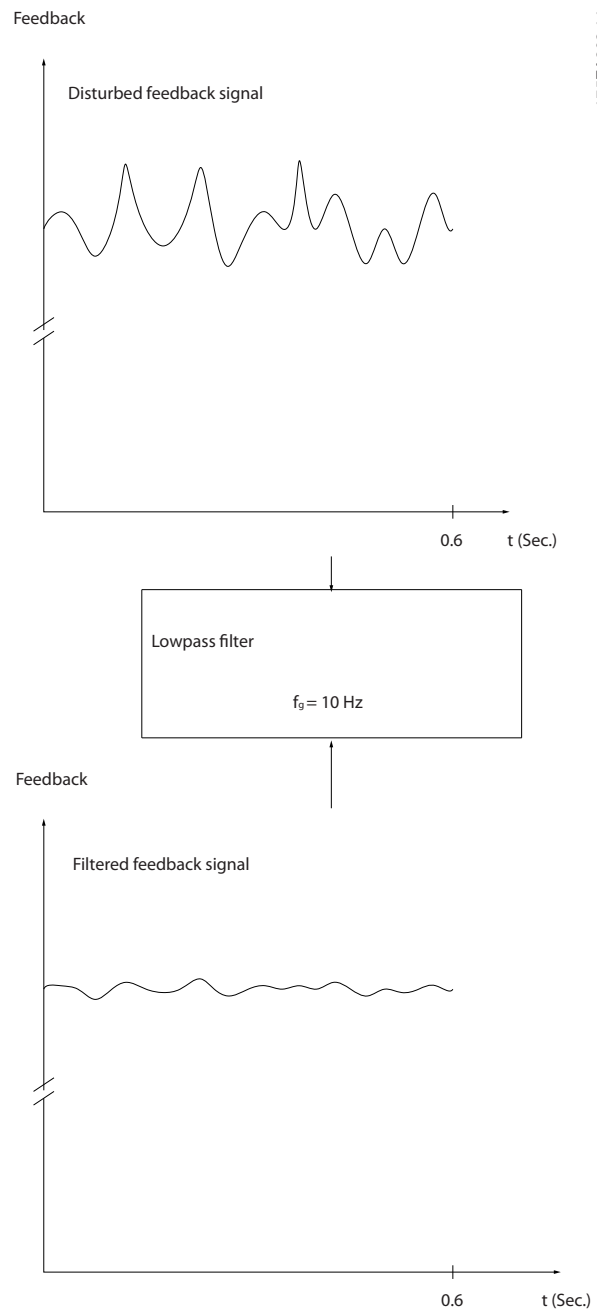 Feedback
Disturbed feedback signal
0.6 t (Sec.)
Lowpass filter
fg = 10 Hz
Feedback
Filtered feedback signal
0.6 t (Sec.)